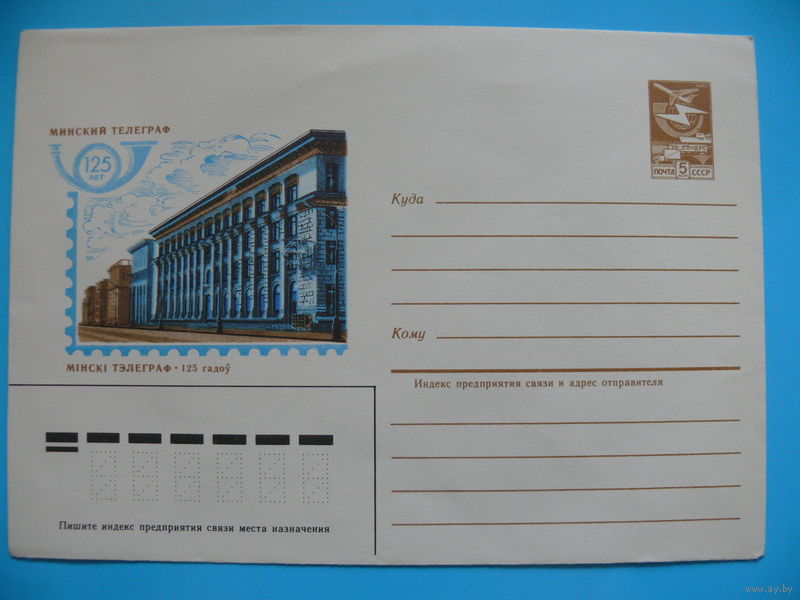 МИНСКИЙ ТЕЛЕГРАФ
125
ЛЕТ
МІНСКІ ТЭЛЕГРАФ · 125 гадоў
ПОЧТА 5 СССР
Куда
Кому
Индекс предприятия связи и адрес отправителя
Пишите индекс предприятия связи места назначения
www.ay.by